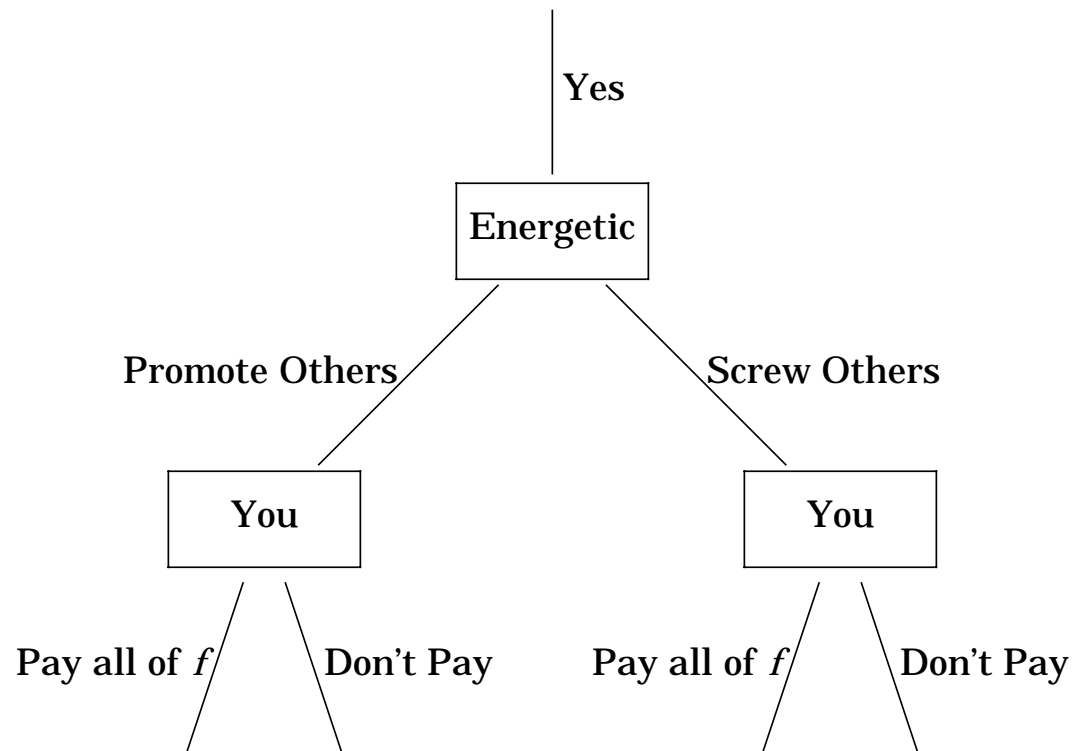 Yes
Energetic
Promote Others
Screw Others
You
You
Pay all of f
Don't Pay
Pay all of f
Don't Pay